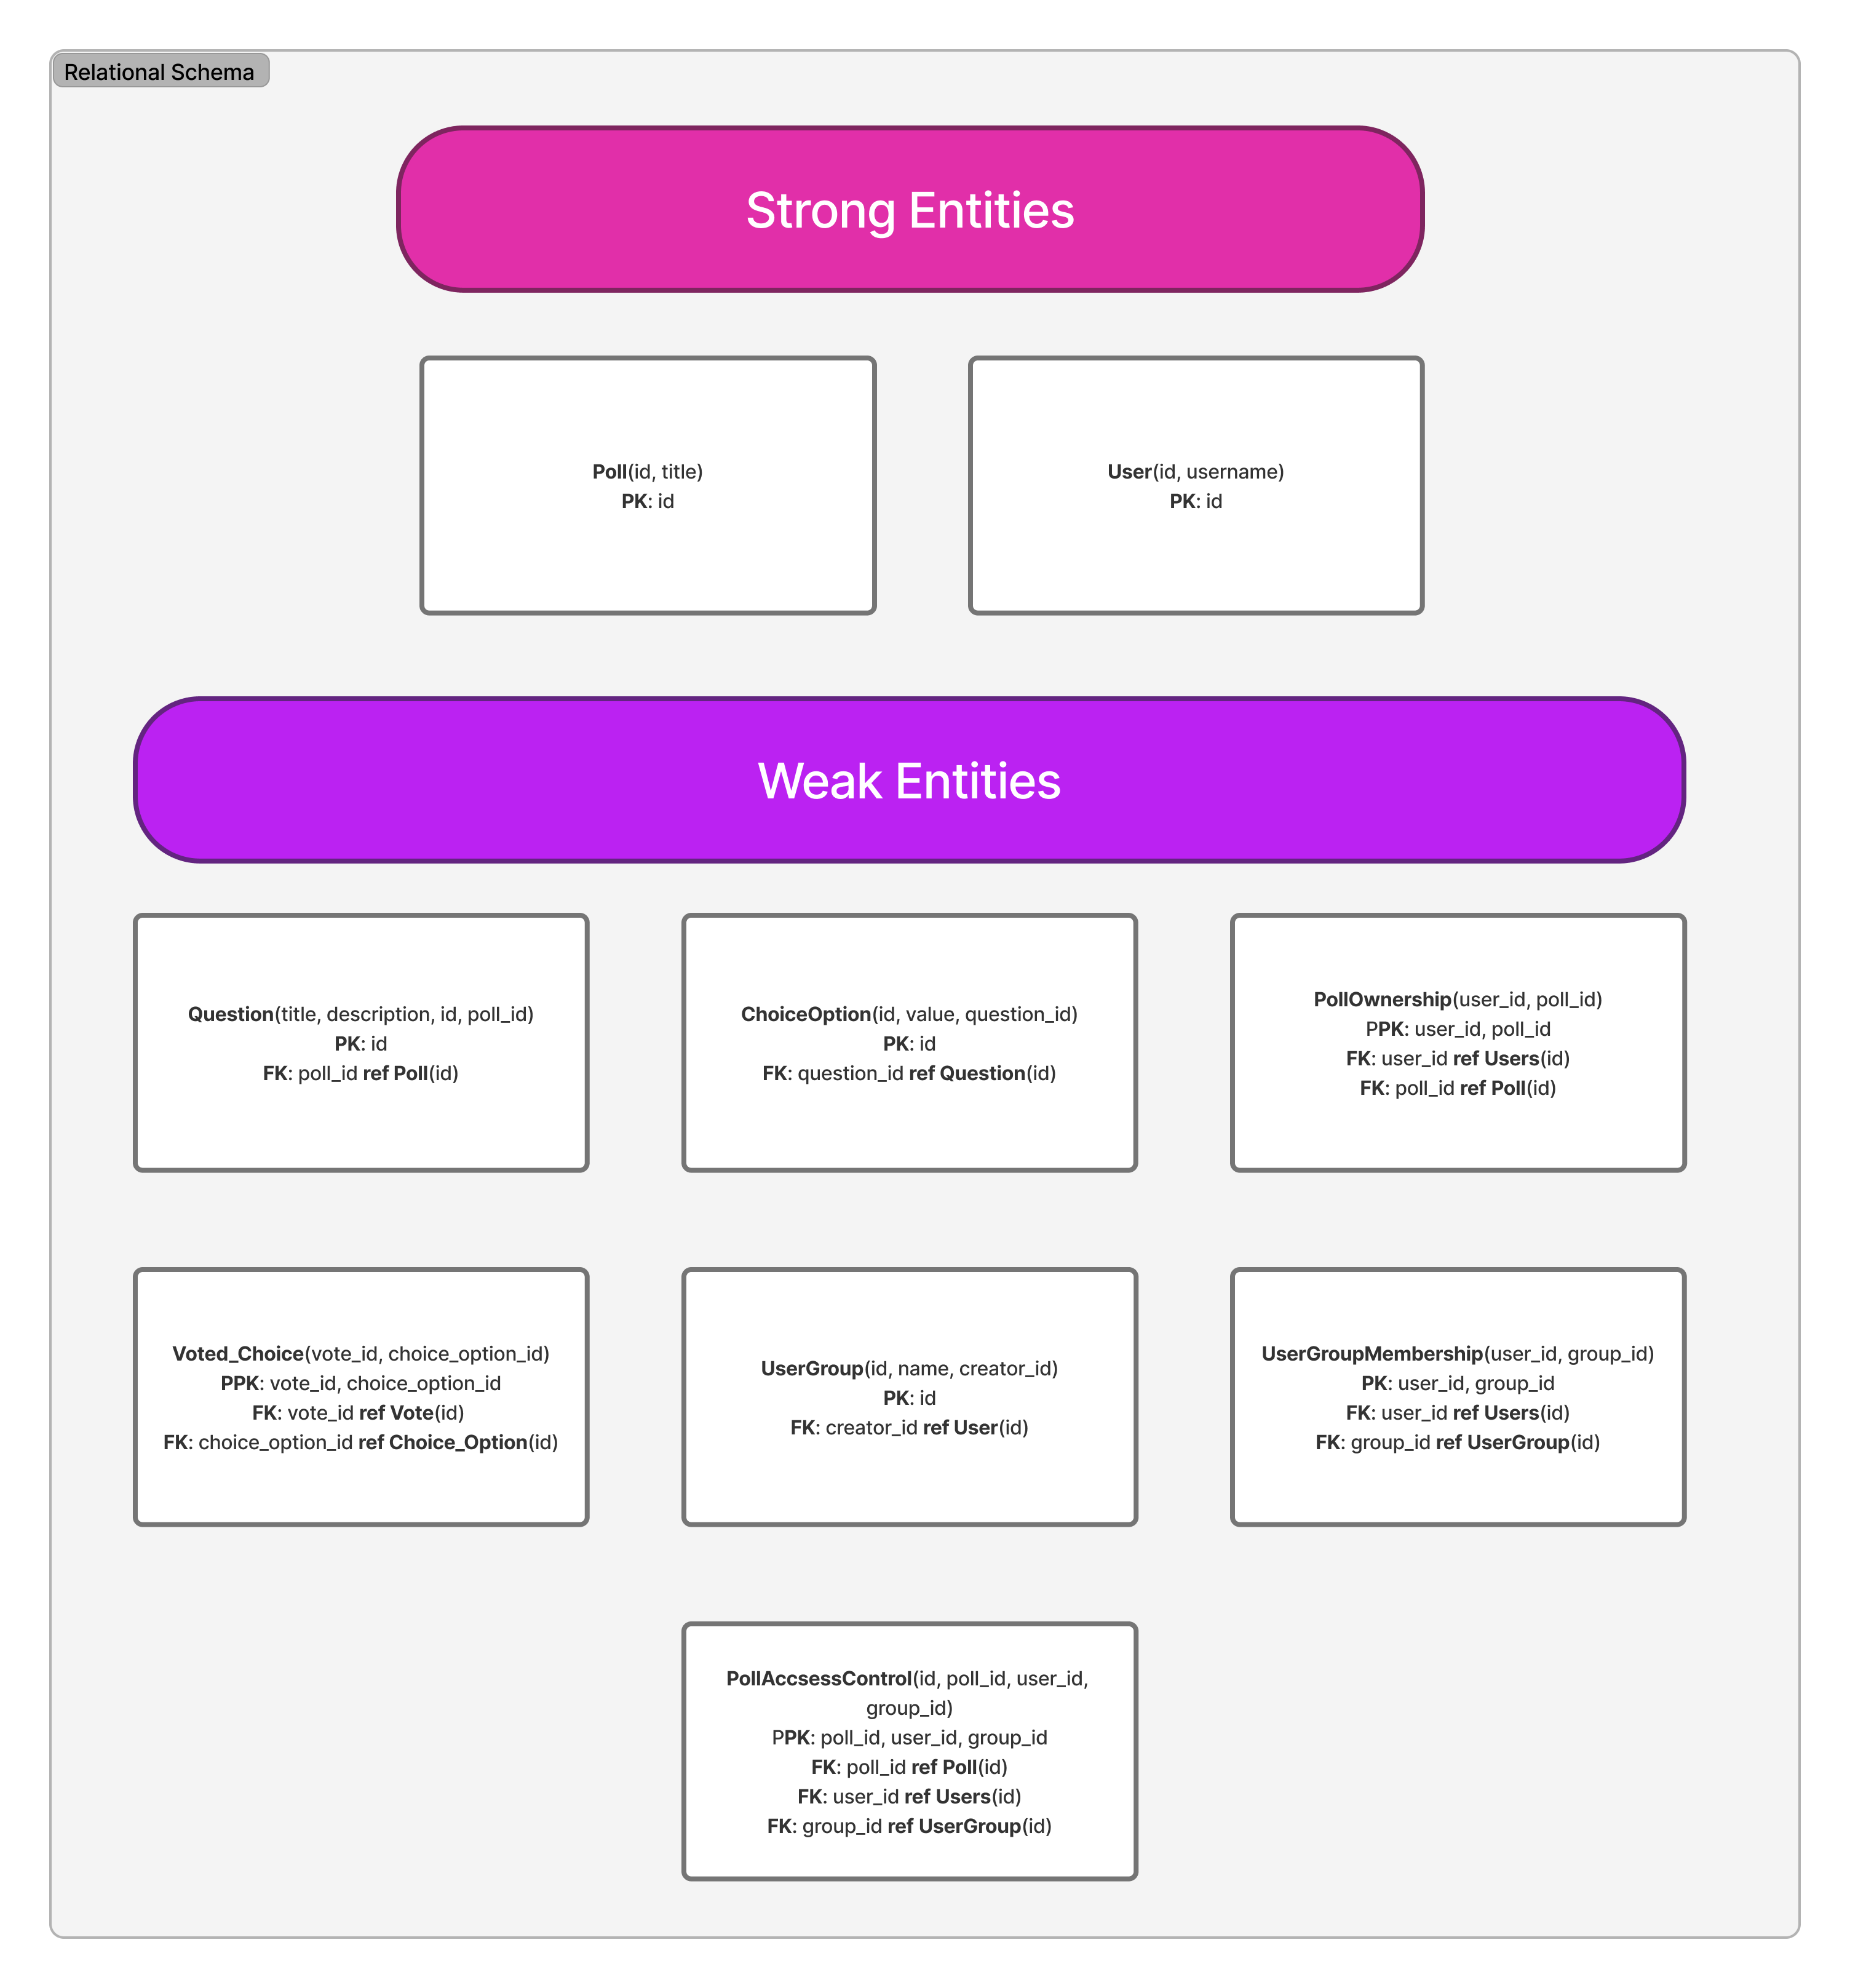 Relational Schema
Strong Entities
Poll(id, title)
PK: id
User(id, username)
PK: id
Weak Entities
Question(title, description, id, poll_id)
PK: id
FK: poll_id ref Poll(id)
ChoiceOption(id, value, question_id)
PK: id
FK: question_id ref Question(id)
PollOwnership(user_id, poll_id)
PPK: user_id, poll_id
FK: user_id ref Users(id)
FK: poll_id ref Poll(id)
Voted_Choice(vote_id, choice_option_id)
PPK: vote_id, choice_option_id
FK: vote_id ref Vote(id)
FK: choice_option_id ref Choice_Option(id)
UserGroup(id, name, creator_id)
PK: id
FK: creator_id ref User(id)
UserGroupMembership(user_id, group_id)
PK: user_id, group_id
FK: user_id ref Users(id)
FK: group_id ref UserGroup(id)
PollAccsessControl(id, poll_id, user_id,
group_id)
PPK: poll_id, user_id, group_id
FK: poll_id ref Poll(id)
FK: user_id ref Users(id)
FK: group_id ref UserGroup(id)